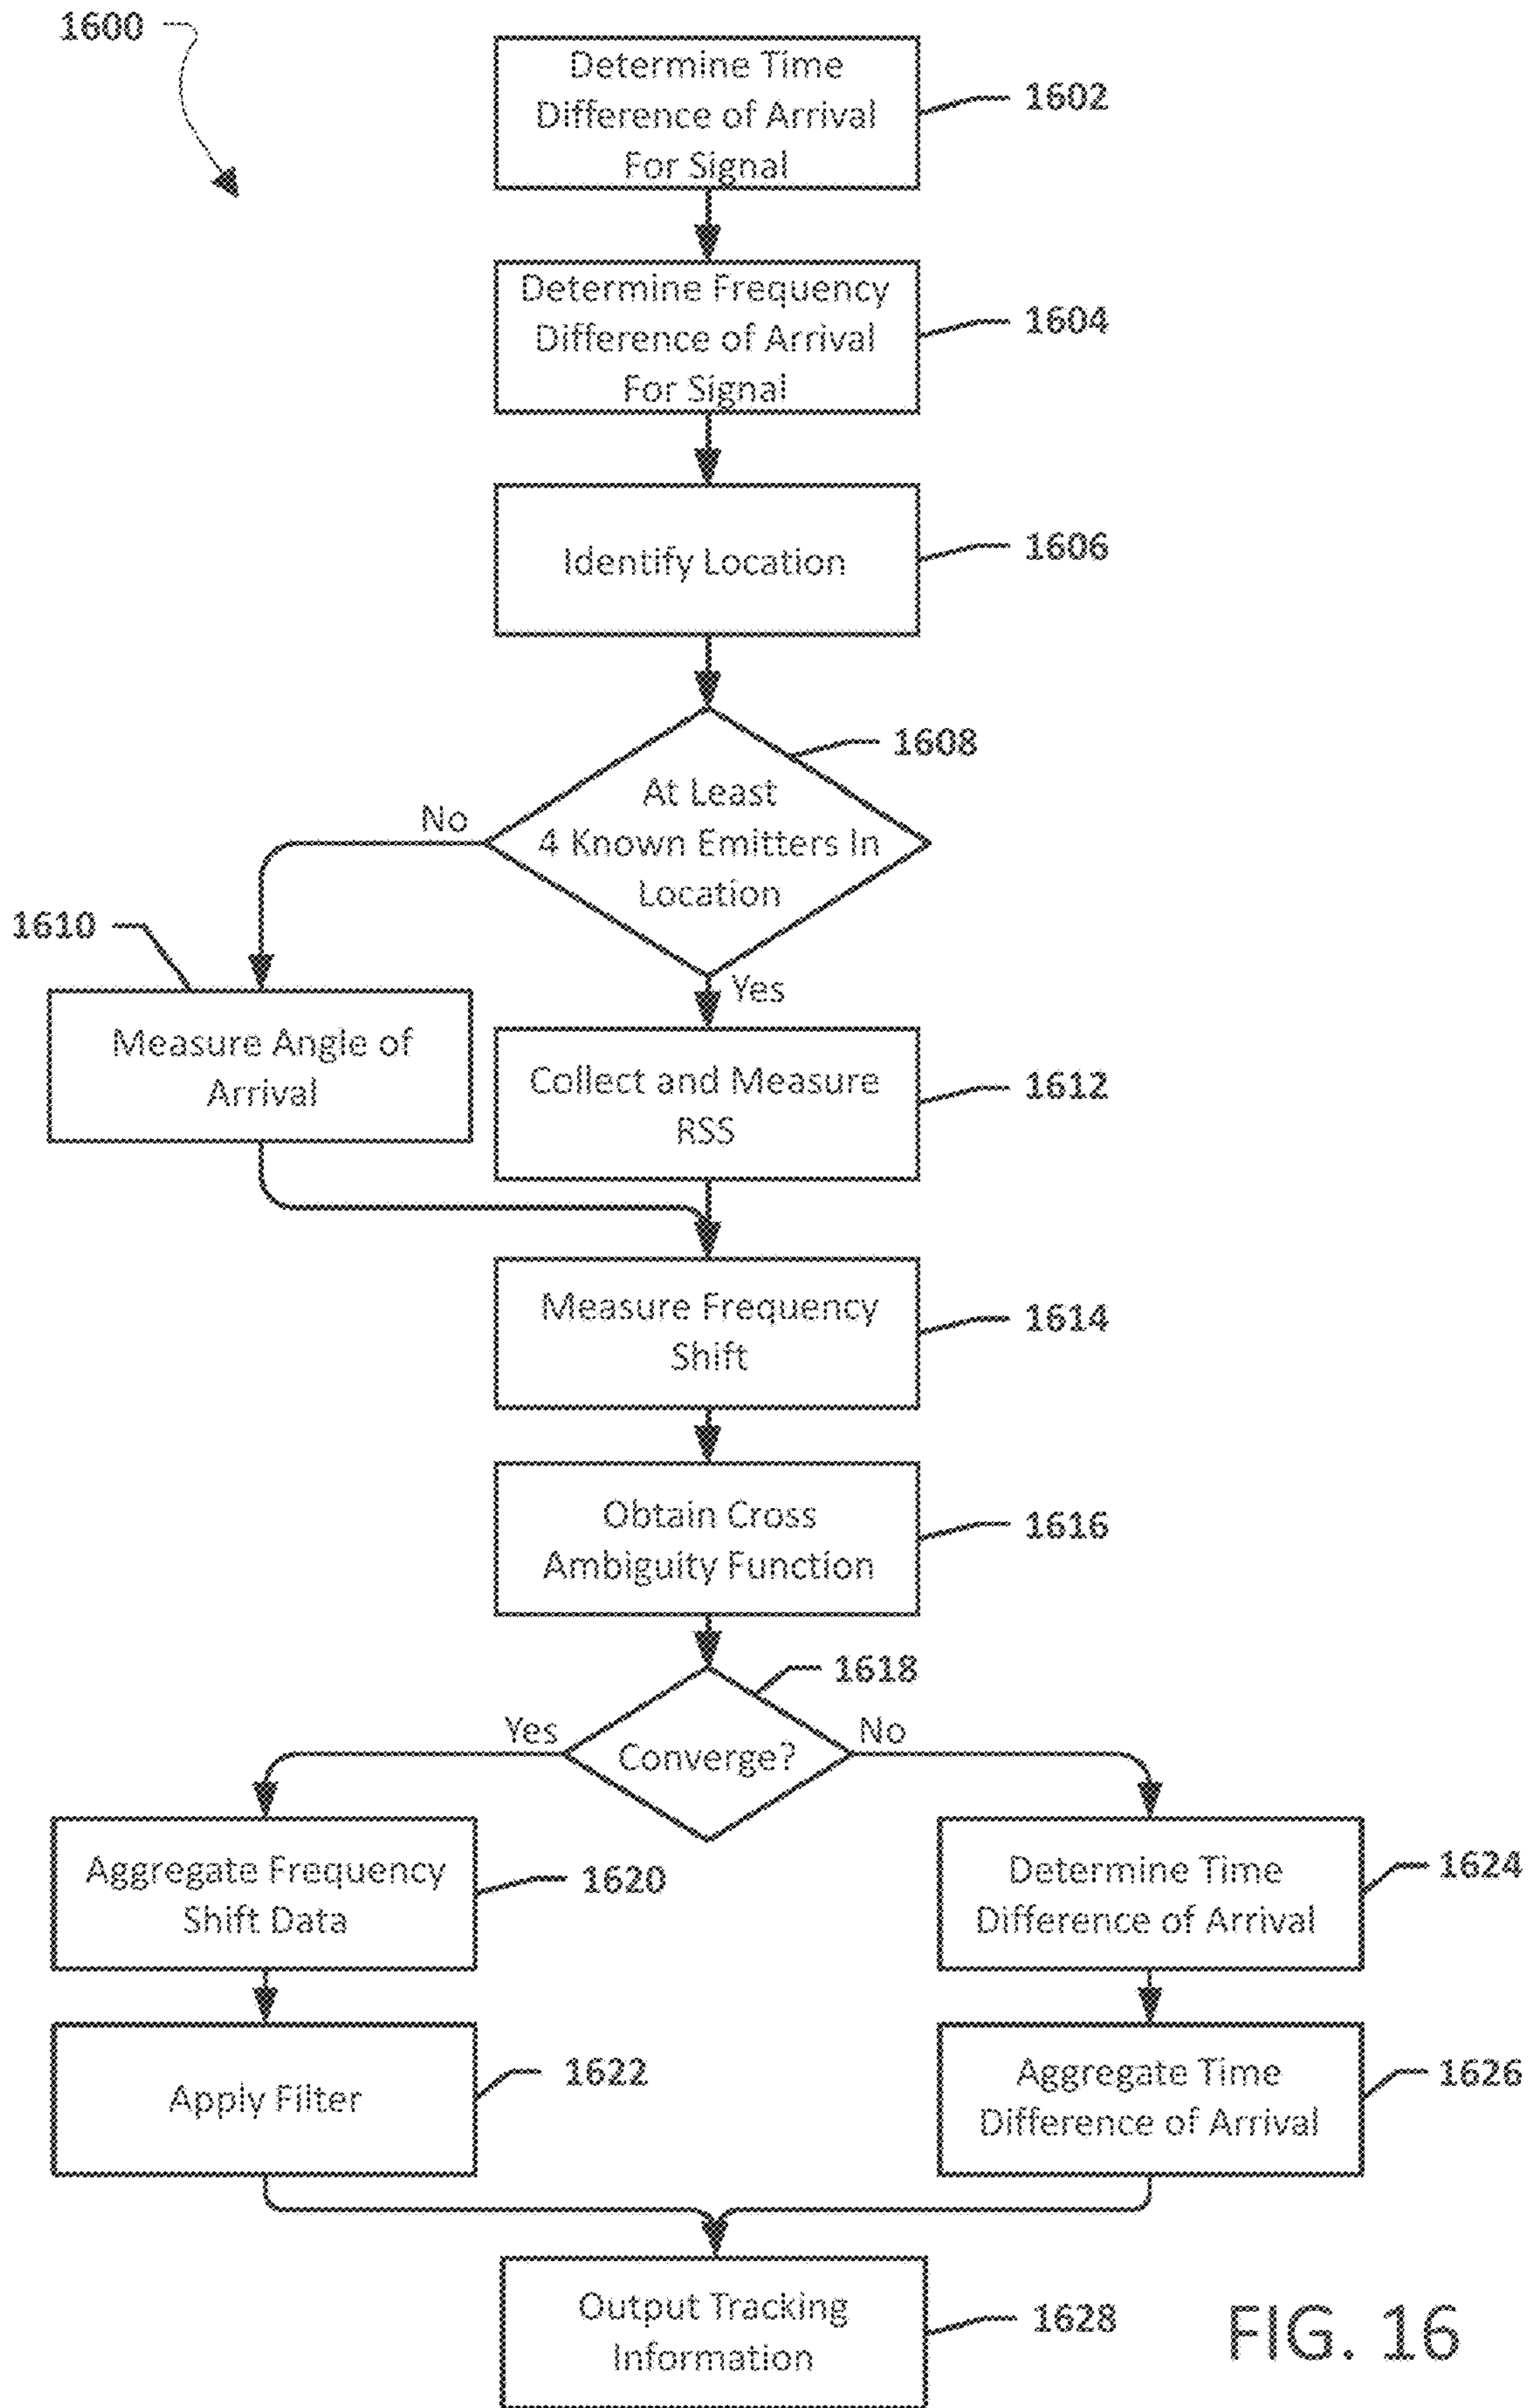 1600
Determine Time
Difference of Arrival
For Signal
1602
Determine Frequency
Difference of Arrival
For Signal
1604
Identify Location
1606
1608
At Least
4 Known Emitters In
Location
No
Yes
1610
Measure Angle of
Arrival
Collect and Measure
RSS
1612
Measure Frequency
Shift
1614
Obtain Cross
Ambiguity Function
1616
1618
Converge?
Yes
No
Aggregate Frequency
Shift Data
1620
Determine Time
Difference of Arrival
1624
Apply Filter
1622
Aggregate Time
Difference of Arrival
1626
Output Tracking
Information
1628
FIG. 16